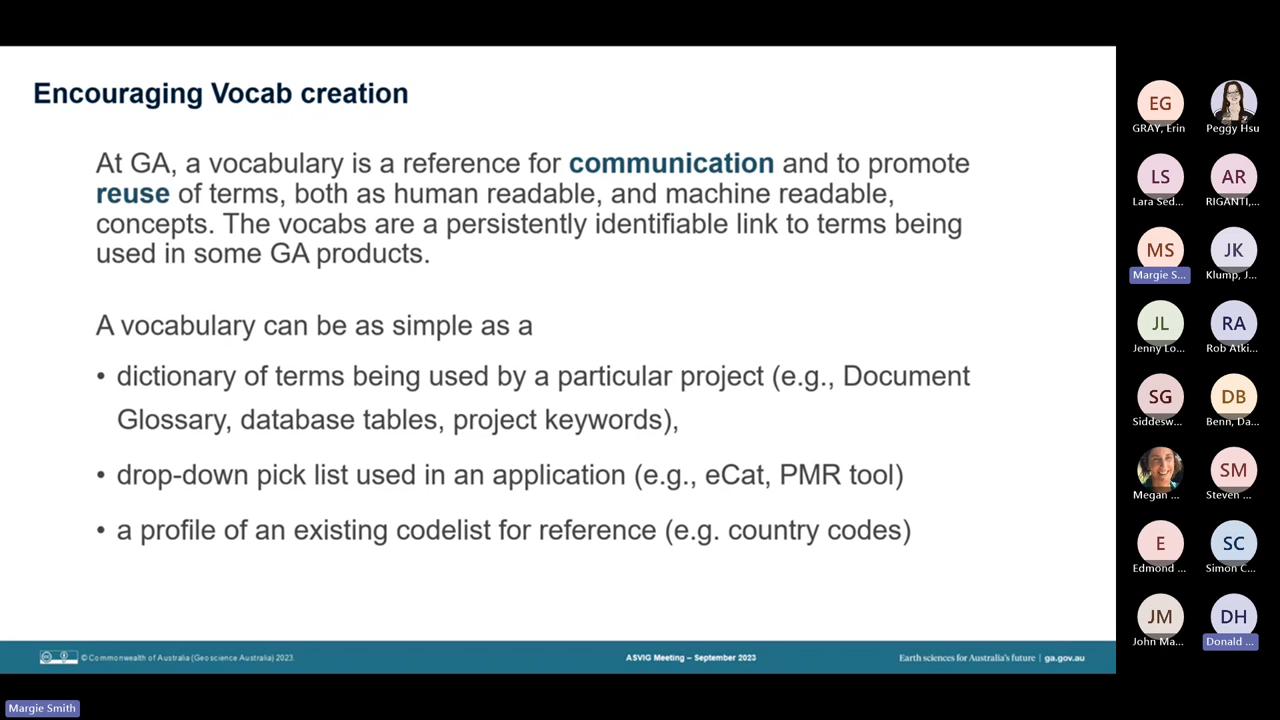 Encouraging Vocab creation
At GA, a vocabulary is a reference for communication and to promote
reuse of terms, both as human readable, and machine readable,
concepts. The vocabs are a persistently identifiable link to terms being
used in some GA products.
A vocabulary can be as simple as a
• dictionary of terms being used by a particular project (e.g., Document
Glossary, database tables, project keywords),
• drop-down pick list used in an application (e.g., eCat, PMR tool)
• a profile of an existing codelist for reference (e.g. country codes)
© Commonwealth of Australia (Geoscience Australia) 2023.
ASVIG Meeting – September 2023
Earth sciences for Australia's future | ga.gov.au
EG
GRAY, Erin
Peggy Hsu
LS
Lara Sed...
AR
RIGANTI,...
MS
Margie S...
JK
Klump, J...
JL
Jenny Lo...
RA
Rob Atki...
SG
Siddesw...
DB
Benn, Da...
Megan ...
SM
Steven ...
E
Edmond ...
SC
Simon C...
JM
John Ma...
DH
Donald ...
Margie Smith